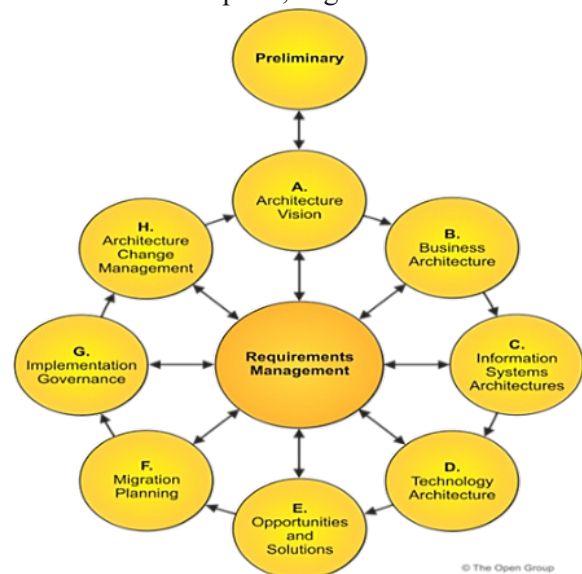 Preliminary
A.
Architecture
Vision
B.
Business
Architecture
C.
Information
Systems
Architectures
D.
Technology
Architecture
E.
Opportunities
and
Solutions
F.
Migration
Planning
G.
Implementation
Governance
H.
Architecture
Change
Management
Requirements
Management
© The Open Group